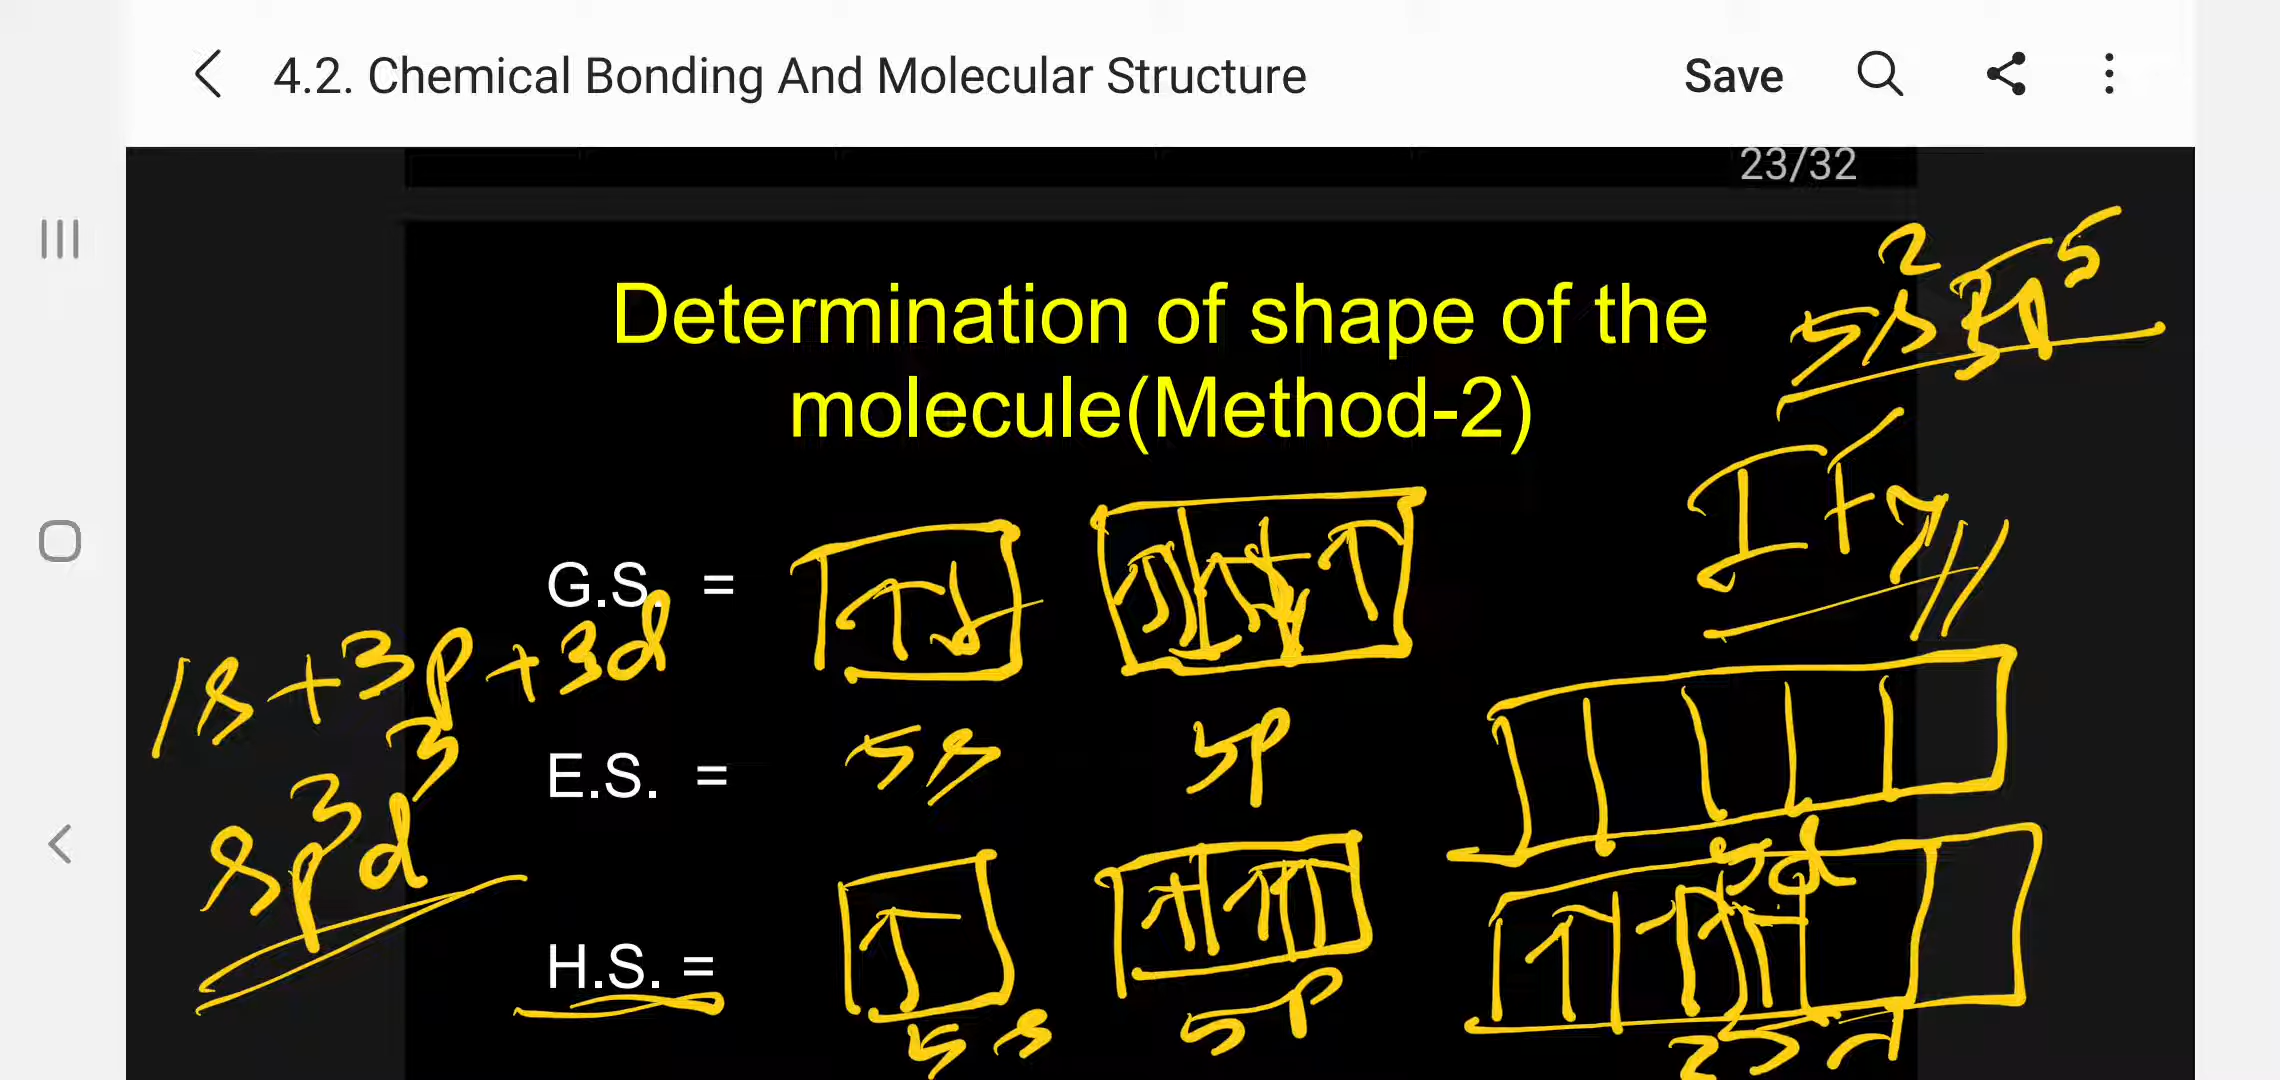 4.2. Chemical Bonding And Molecular Structure Save
23/32
Determination of shape of the
molecule(Method-2)
5s² 5p⁵
IF₇
G.S. =
1s+3p+3d
E.S. = 5s 5p
5d
sp³d³
H.S. =
5s 5p 5d